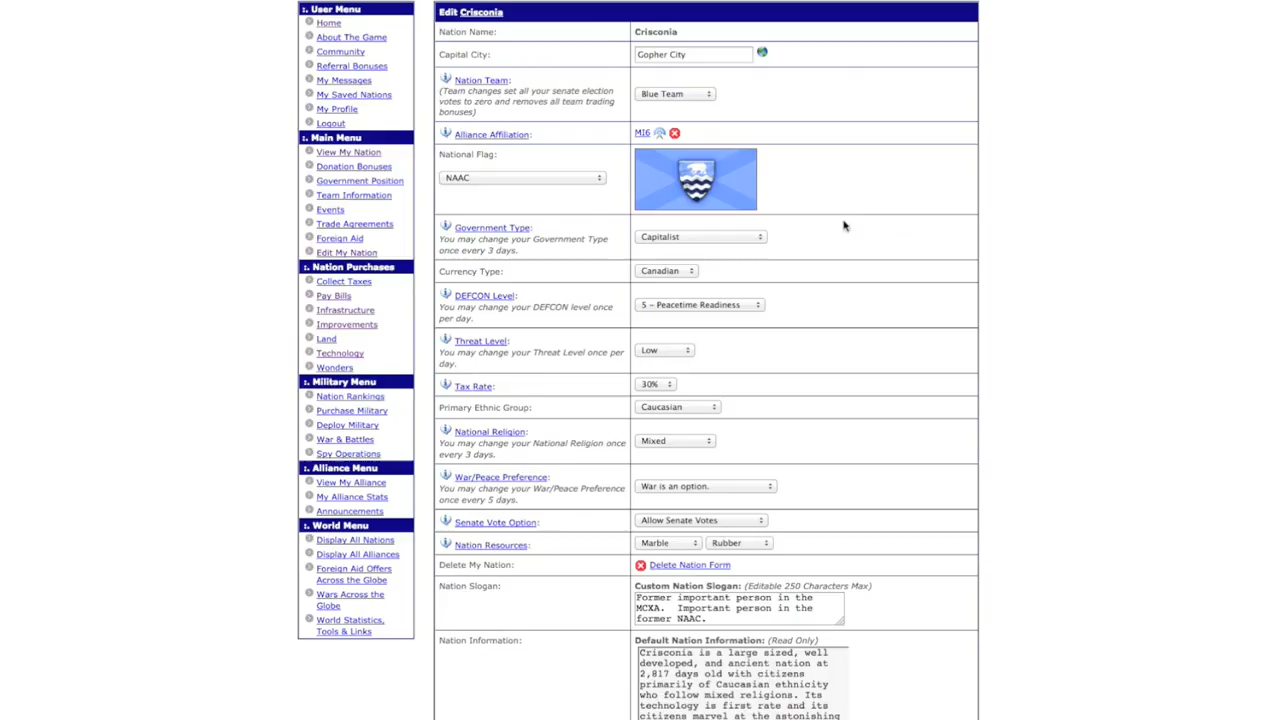 :. User Menu
Home
About The Game
Community
Referral Bonuses
My Messages
My Saved Nations
My Profile
Logout
:. Main Menu
View My Nation
Donation Bonuses
Government Position
Team Information
Events
Trade Agreements
Foreign Aid
Edit My Nation
:. Nation Purchases
Collect Taxes
Pay Bills
Infrastructure
Improvements
Land
Technology
Wonders
:. Military Menu
Nation Rankings
Purchase Military
Deploy Military
War & Battles
Spy Operations
:. Alliance Menu
View My Alliance
My Alliance Stats
Announcements
:. World Menu
Display All Nations
Display All Alliances
Foreign Aid Offers
Across the Globe
Wars Across the
Globe
World Statistics,
Tools & Links
Edit Crisconia
Nation Name: Crisconia
Capital City: Gopher City
Nation Team:
(Team changes set all your senate election
votes to zero and removes all team trading
bonuses)
Blue Team
Alliance Affiliation: MI6
National Flag:
NAAC
Government Type:
You may change your Government Type
once every 3 days.
Capitalist
Currency Type: Canadian
DEFCON Level:
You may change your DEFCON level once
per day.
5 - Peacetime Readiness
Threat Level:
You may change your Threat Level once per
day.
Low
Tax Rate: 30%
Primary Ethnic Group: Caucasian
National Religion:
You may change your National Religion once
every 3 days.
Mixed
War/Peace Preference:
You may change your War/Peace Preference
once every 5 days.
War is an option.
Senate Vote Option: Allow Senate Votes
Nation Resources: Marble Rubber
Delete My Nation: Delete Nation Form
Nation Slogan: Custom Nation Slogan: (Editable 250 Characters Max)
Former important person in the
MCXA. Important person in the
former NAAC.
Nation Information: Default Nation Information: (Read Only)
Crisconia is a large sized, well
developed, and ancient nation at
2,817 days old with citizens
primarily of Caucasian ethnicity
who follow mixed religions. Its
technology is first rate and its
citizens marvel at the astonishing